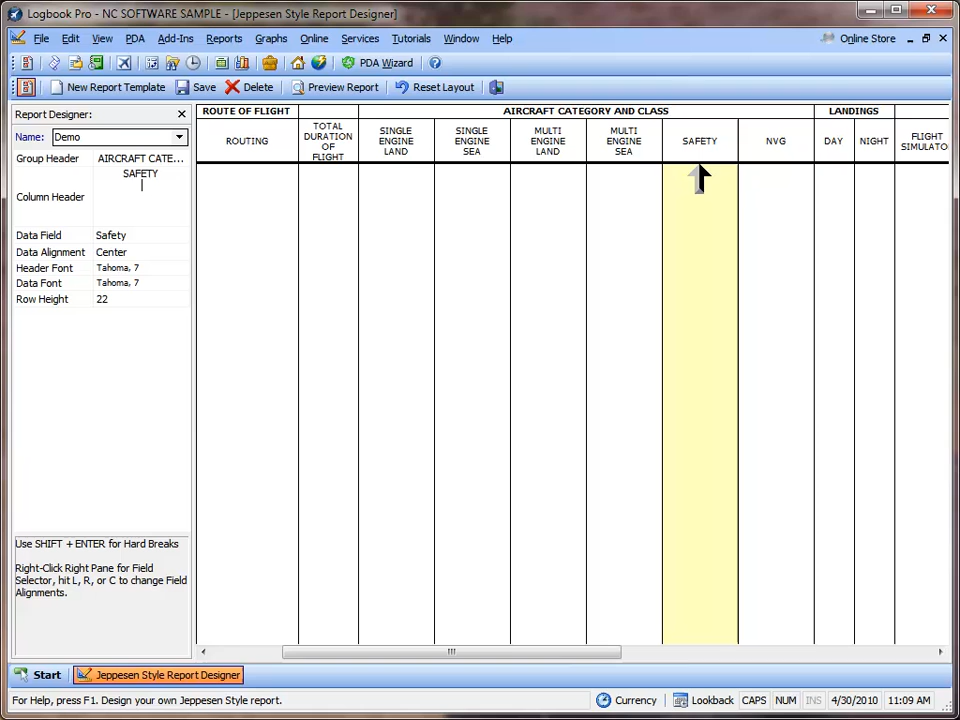 Logbook Pro - NC SOFTWARE SAMPLE - [Jeppesen Style Report Designer]
File Edit View PDA Add-Ins Reports Graphs Online Services Tutorials Window Help Online Store
PDA Wizard
New Report Template Save Delete Preview Report Reset Layout
Report Designer:
Name: Demo
Group Header AIRCRAFT CATE...
Column Header SAFETY
Data Field Safety
Data Alignment Center
Header Font Tahoma, 7
Data Font Tahoma, 7
Row Height 22
Use SHIFT + ENTER for Hard Breaks
Right-Click Right Pane for Field
Selector, hit L, R, or C to change Field
Alignments.
ROUTE OF FLIGHT AIRCRAFT CATEGORY AND CLASS LANDINGS
ROUTING
TOTAL
DURATION
OF
FLIGHT
SINGLE
ENGINE
LAND
SINGLE
ENGINE
SEA
MULTI
ENGINE
LAND
MULTI
ENGINE
SEA
SAFETY
NVG
DAY
NIGHT
FLIGHT
SIMULATO
Start Jeppesen Style Report Designer
For Help, press F1. Design your own Jeppesen Style report. Currency Lookback CAPS NUM INS 4/30/2010 11:09 AM